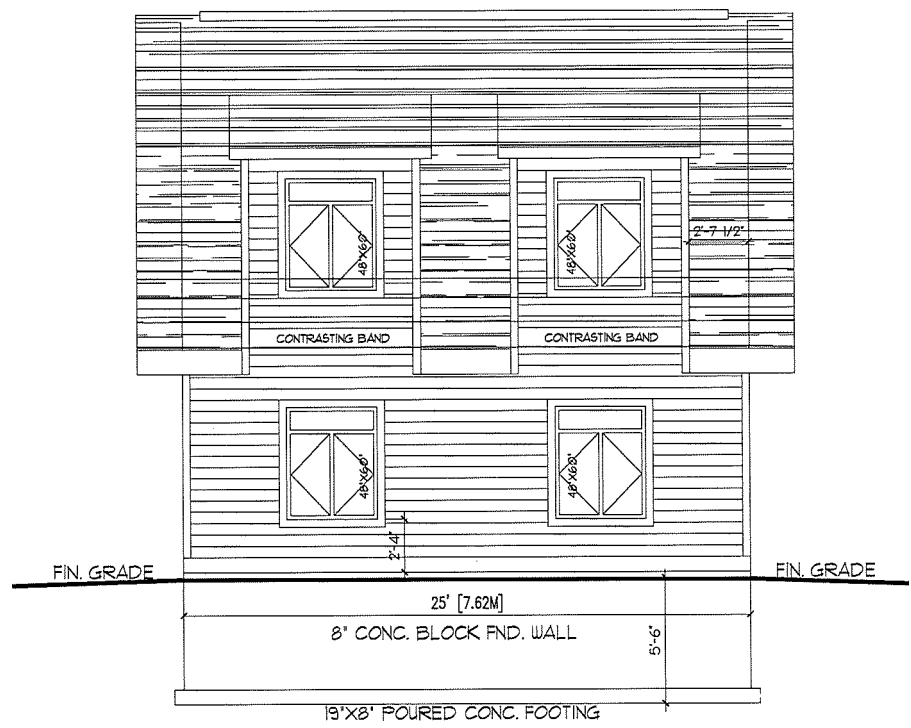 2'-7 1/2"
48"X60"
48"X60"
CONTRASTING BAND
CONTRASTING BAND
48"X60"
48"X60"
2'-4"
FIN. GRADE
FIN. GRADE
25' [7.62M]
8" CONC. BLOCK FND. WALL
5'-6"
19"X8" POURED CONC. FOOTING